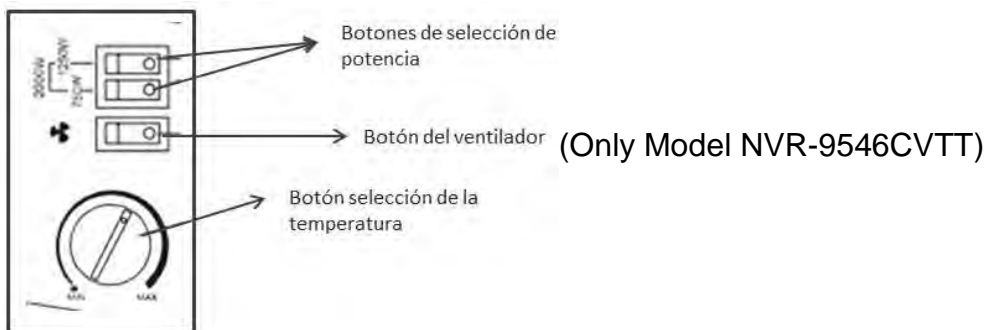 Botones de selección de
potencia
2000W
1250W
750W
Botón del ventilador (Only Model NVR-9546CVTT)
Botón selección de la
temperatura
MIN
MAX